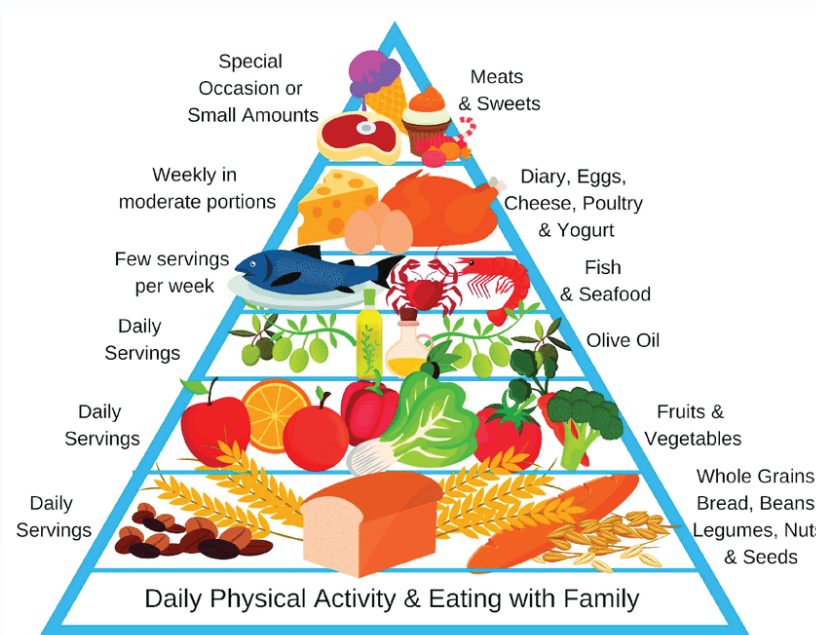 Special
Occasion or
Small Amounts
Meats
& Sweets
Weekly in
moderate portions
Diary, Eggs,
Cheese, Poultry
& Yogurt
Few servings
per week
Fish
& Seafood
Daily
Servings
Olive Oil
Daily
Servings
Fruits &
Vegetables
Daily
Servings
Whole Grains
Bread, Beans
Legumes, Nuts
& Seeds
Daily Physical Activity & Eating with Family